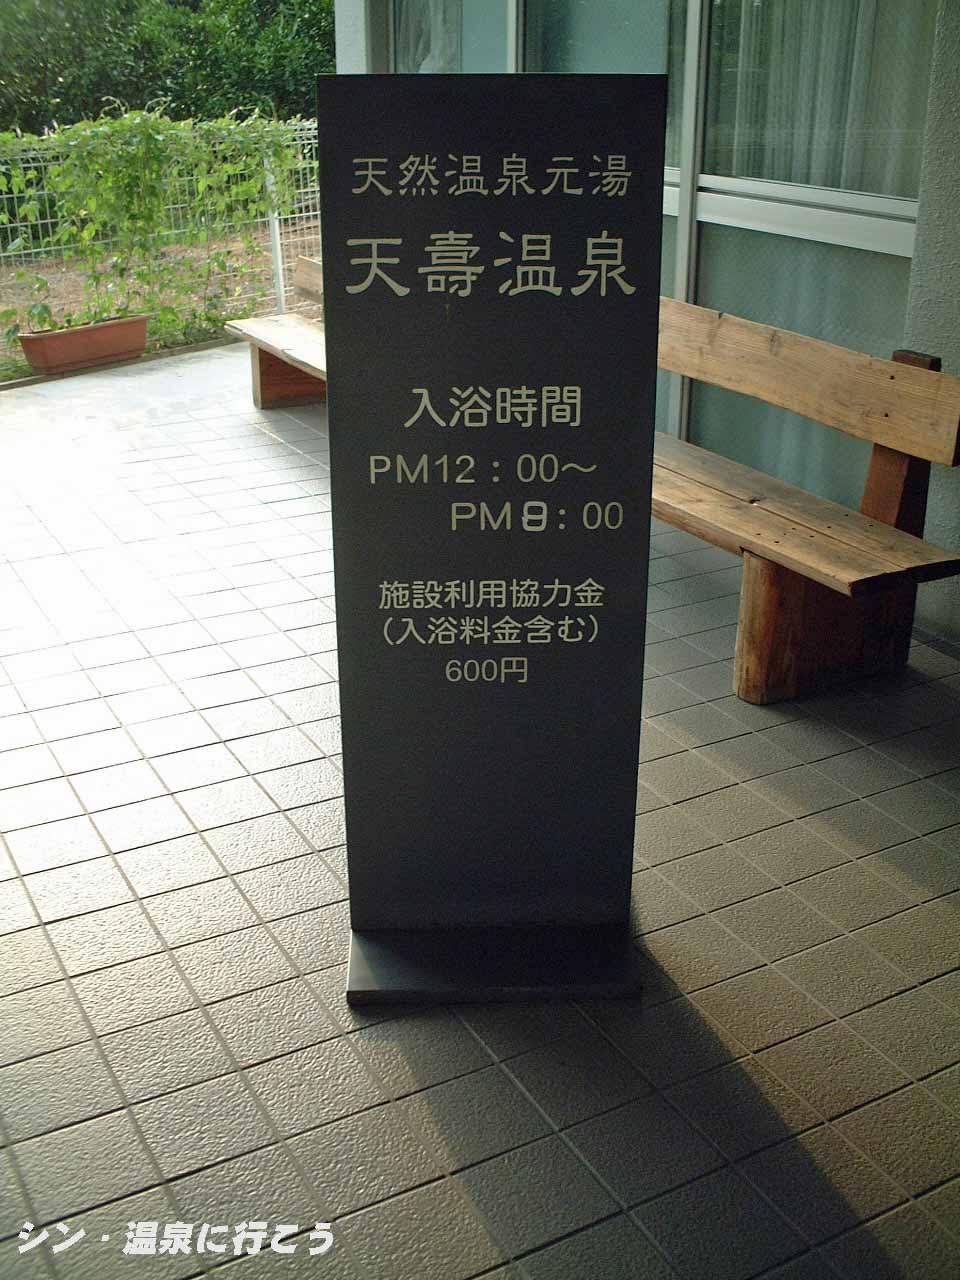 天然温泉元湯
天壽温泉
入浴時間
PM12：00～
PM8：00
施設利用協力金
（入浴料金含む）
600円
シン・温泉に行こう